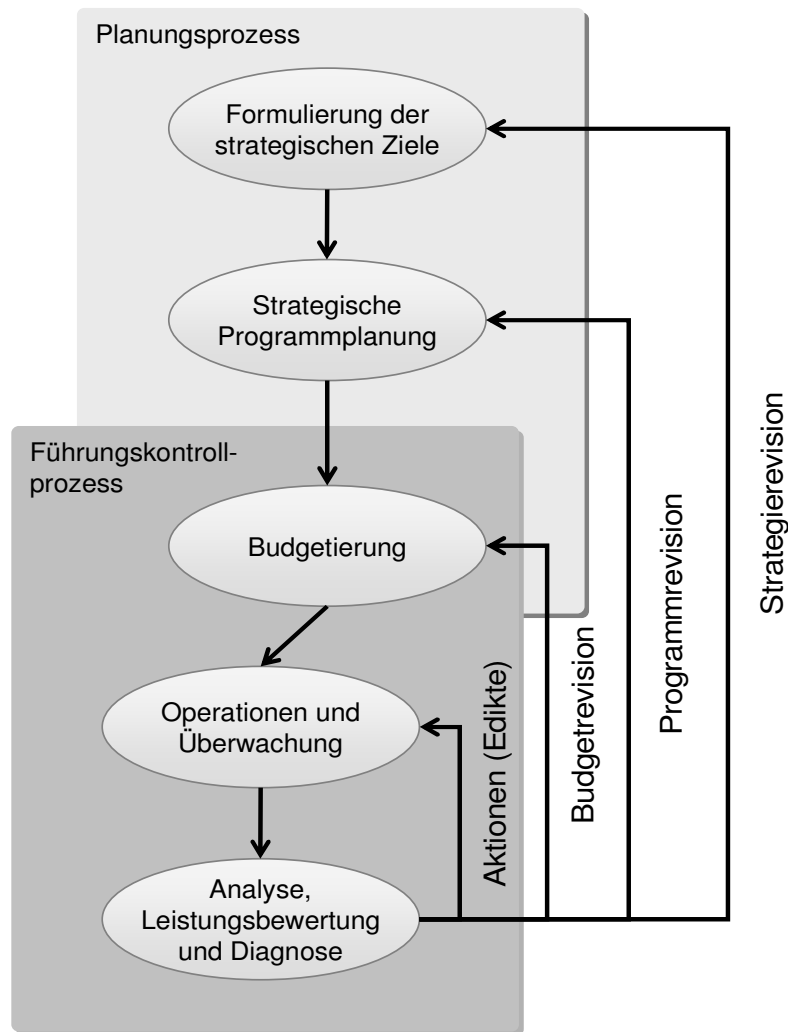 Planungsprozess
Formulierung der
strategischen Ziele
Strategische
Programmplanung
Führungskontroll-
prozess
Budgetierung
Operationen und
Überwachung
Analyse,
Leistungsbewertung
und Diagnose
Aktionen (Edikte)
Budgetrevision
Programmrevision
Strategierevision